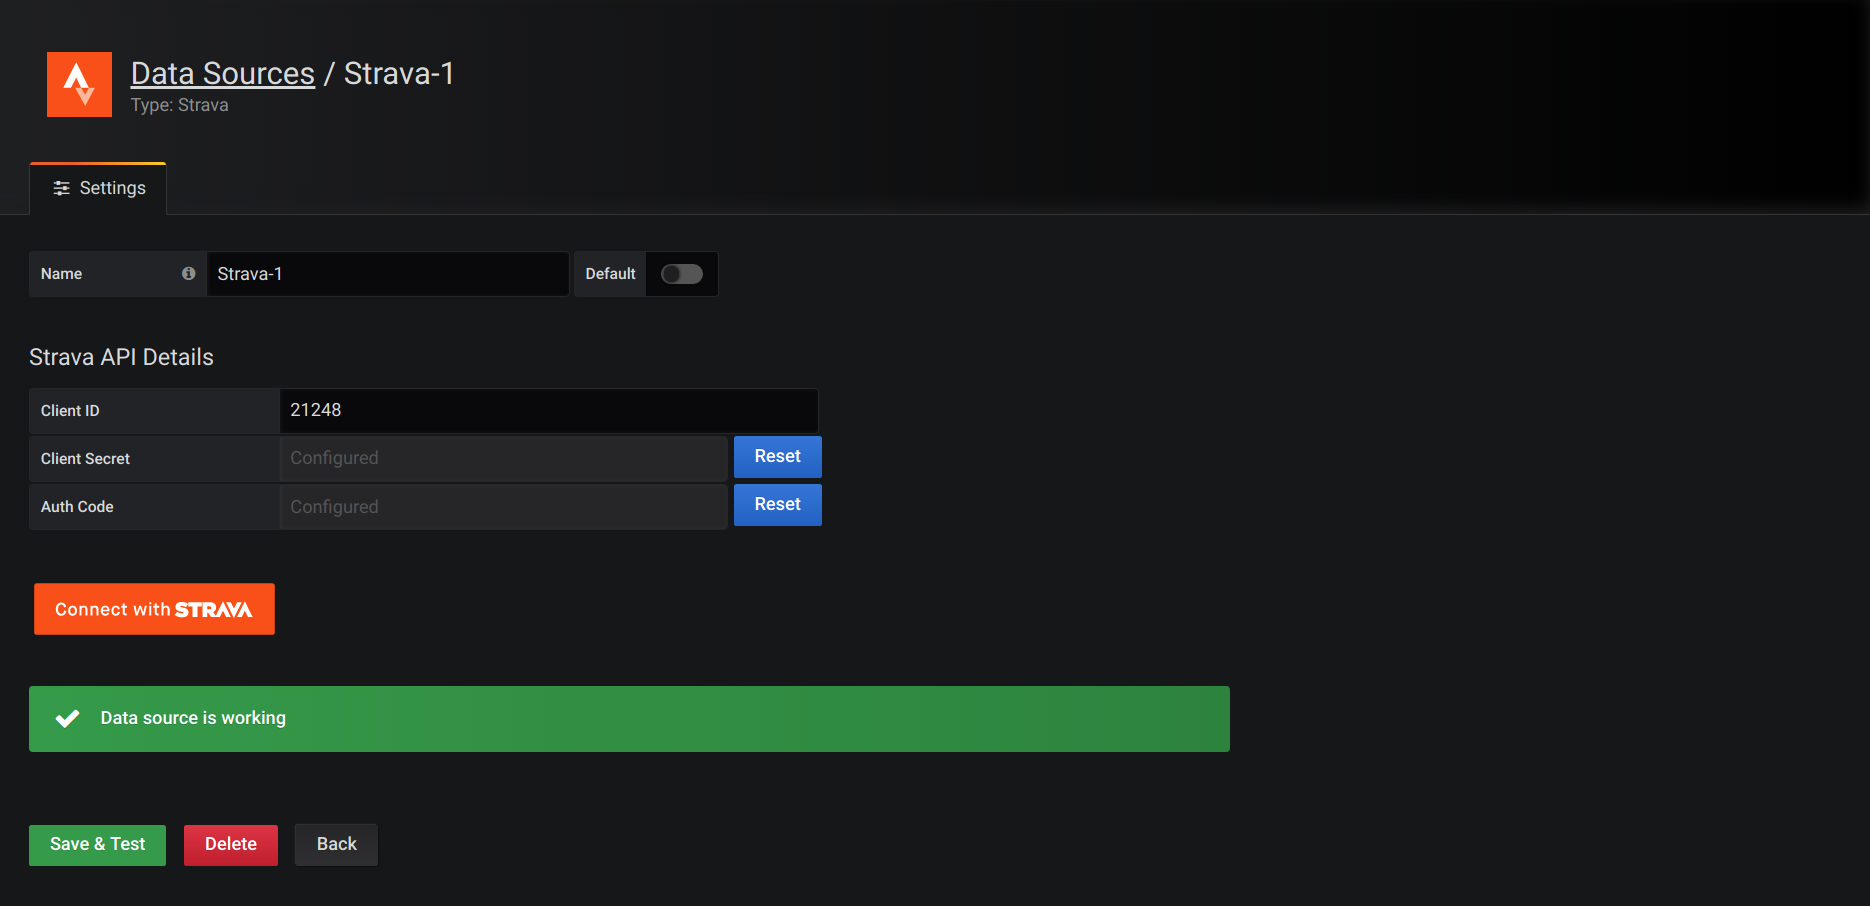 Data Sources / Strava-1
Type: Strava
Settings
Name Strava-1 Default
Strava API Details
Client ID 21248
Client Secret Configured Reset
Auth Code Configured Reset
Connect with STRAVA
Data source is working
Save & Test Delete Back